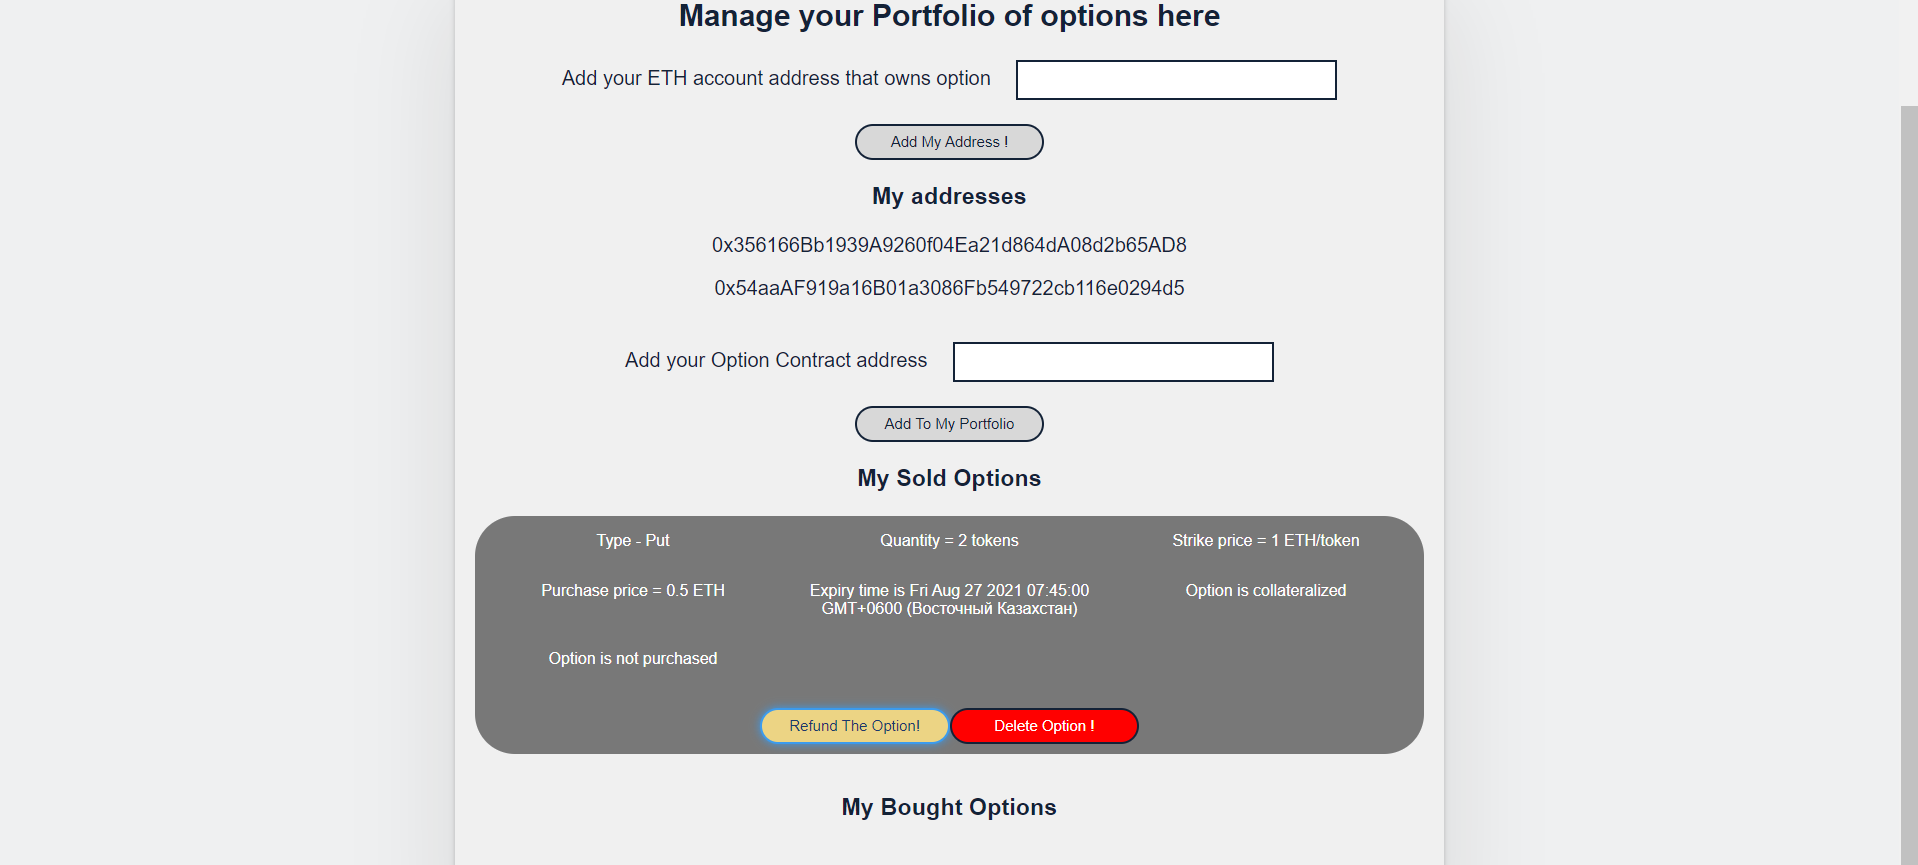 Manage your Portfolio of options here
Add your ETH account address that owns option
Add My Address !
My addresses
0x356166Bb1939A9260f04Ea21d864dA08d2b65AD8
0x54aaAF919a16B01a3086Fb549722cb116e0294d5
Add your Option Contract address
Add To My Portfolio
My Sold Options
Type - Put
Quantity = 2 tokens
Strike price = 1 ETH/token
Purchase price = 0.5 ETH
Expiry time is Fri Aug 27 2021 07:45:00
GMT+0600 (Восточный Казахстан)
Option is collateralized
Option is not purchased
Refund The Option!
Delete Option !
My Bought Options